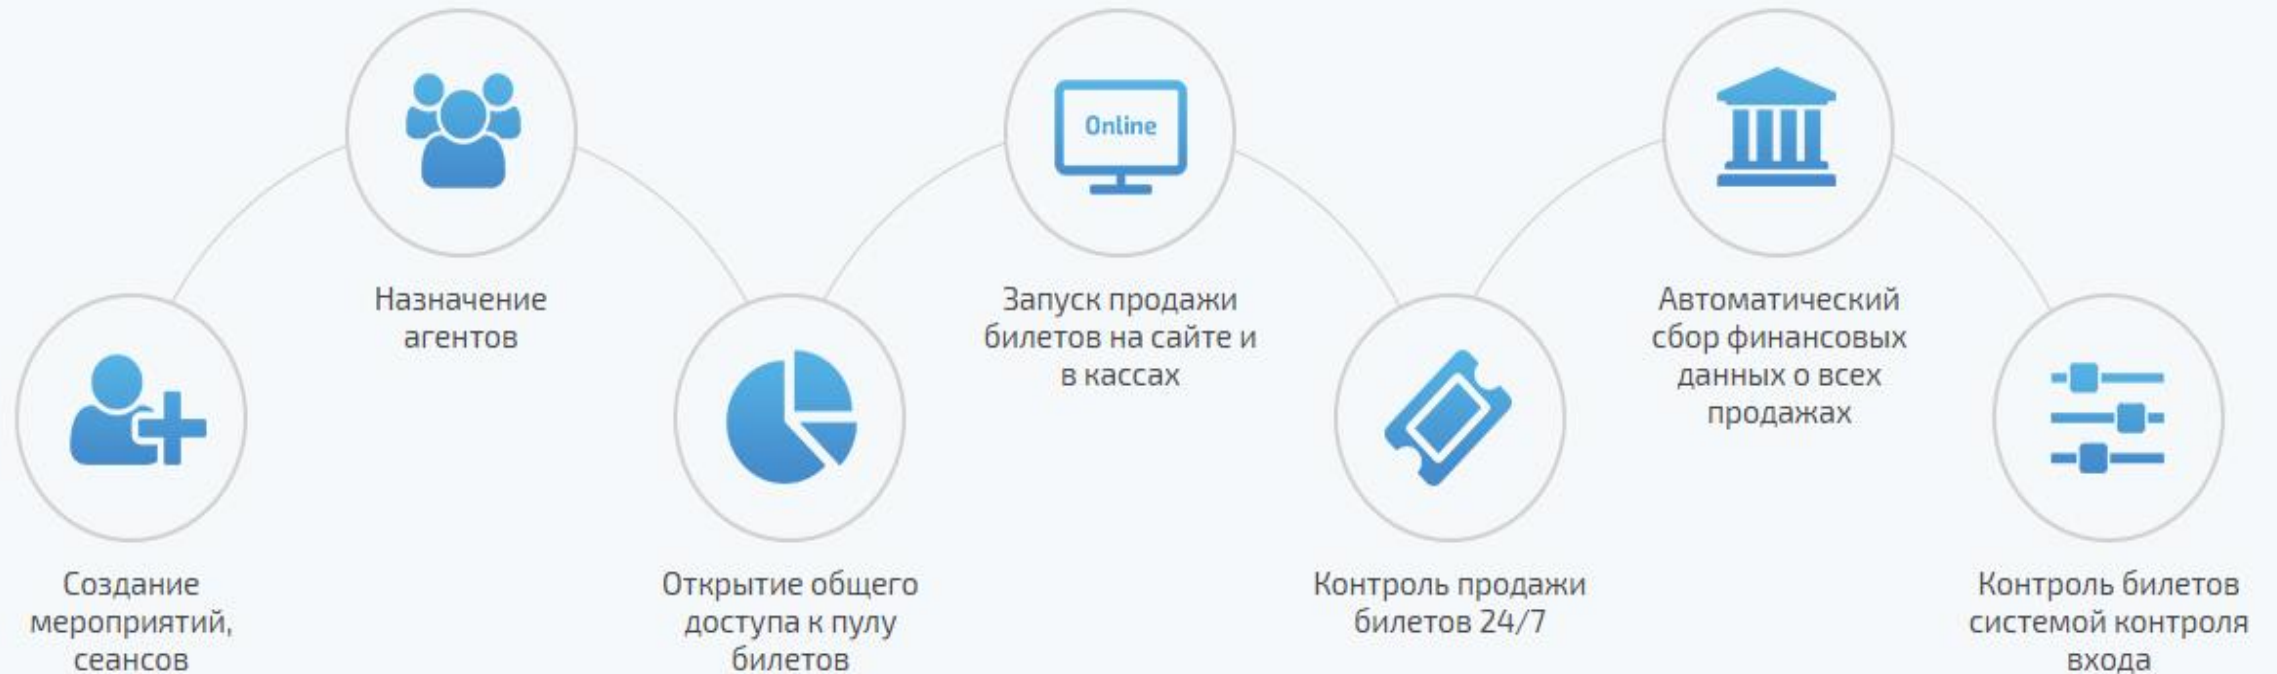 Создание
мероприятий,
сеансов
Назначение
агентов
Открытие общего
доступа к пулу
билетов
Online
Запуск продажи
билетов на сайте и
в кассах
Контроль продажи
билетов 24/7
Автоматический
сбор финансовых
данных о всех
продажах
Контроль билетов
системой контроля
входа